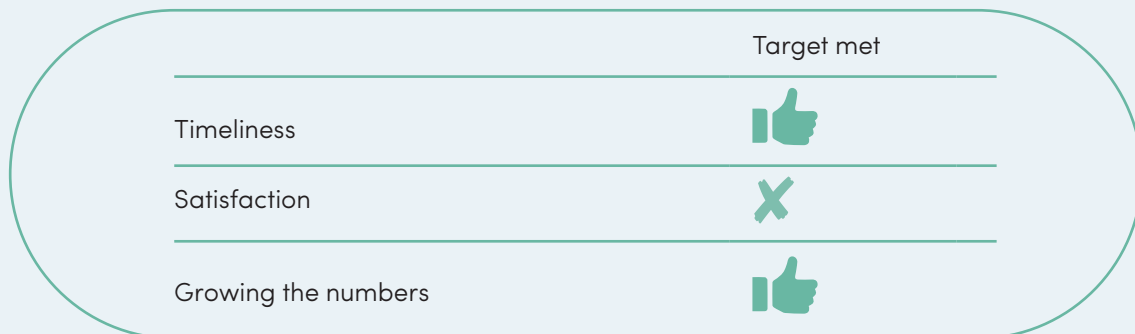 Target met
Timeliness
Satisfaction
Growing the numbers